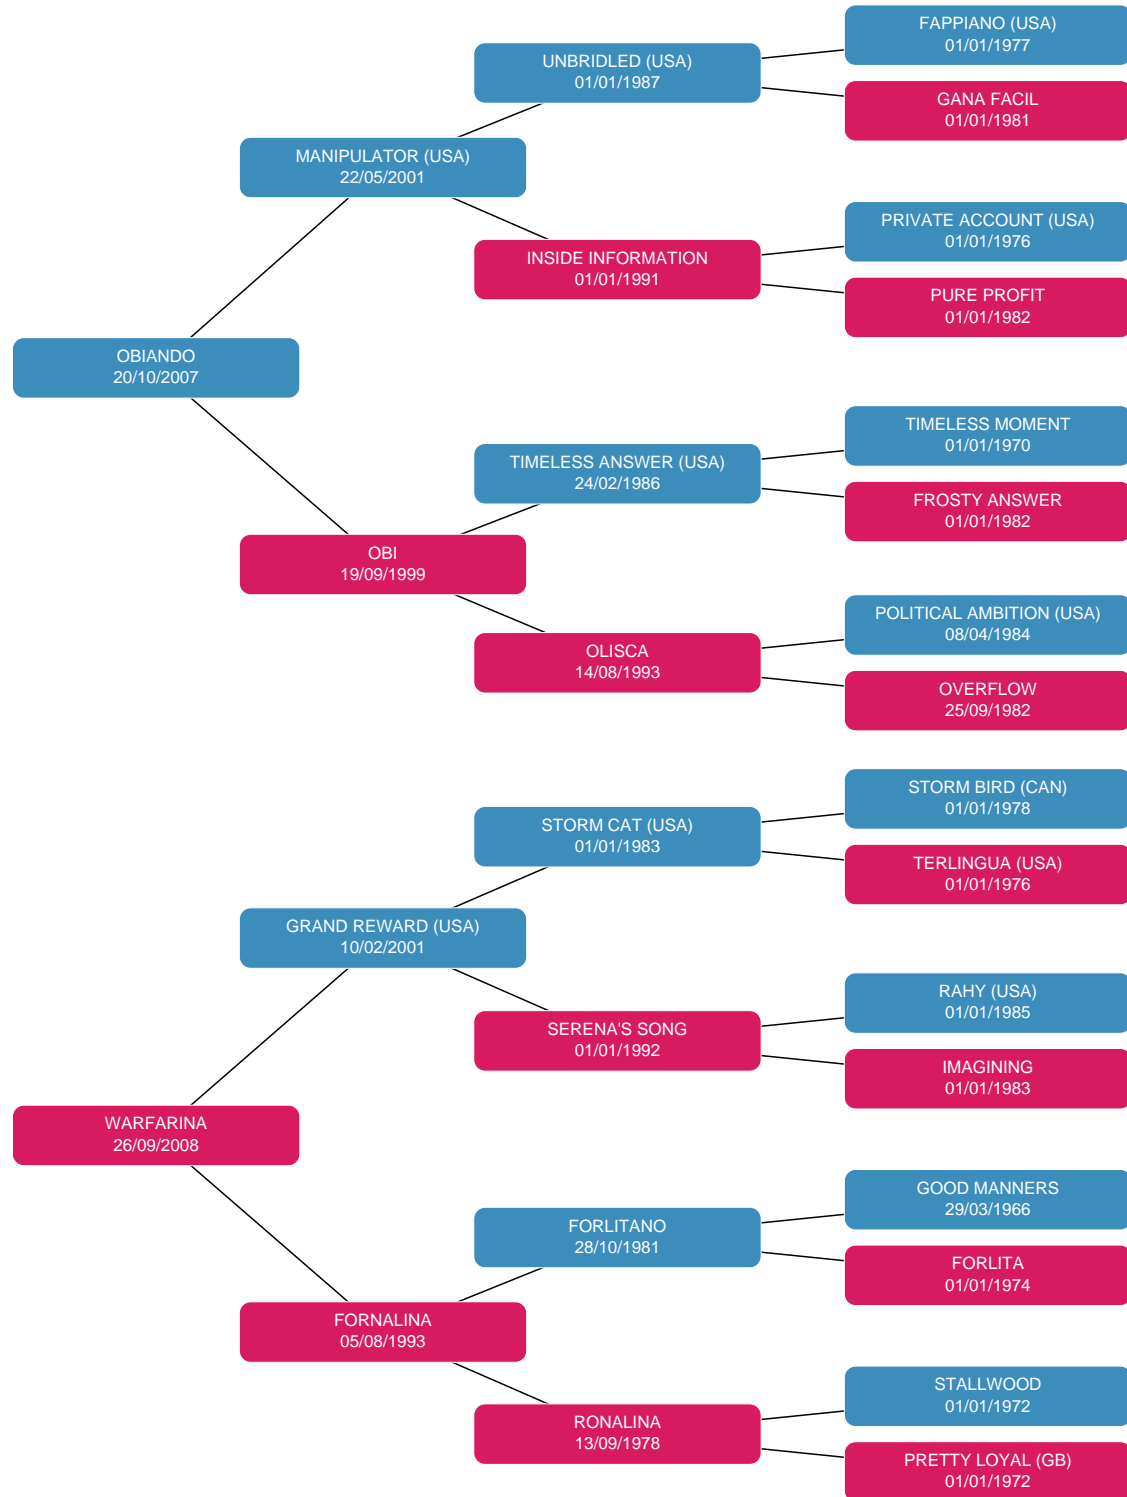 FAPPIANO (USA)
01/01/1977
UNBRIDLED (USA)
01/01/1987
GANA FACIL
01/01/1981
MANIPULATOR (USA)
22/05/2001
PRIVATE ACCOUNT (USA)
01/01/1976
INSIDE INFORMATION
01/01/1991
PURE PROFIT
01/01/1982
OBIANDO
20/10/2007
TIMELESS MOMENT
01/01/1970
TIMELESS ANSWER (USA)
24/02/1986
FROSTY ANSWER
01/01/1982
OBI
19/09/1999
POLITICAL AMBITION (USA)
08/04/1984
OLISCA
14/08/1993
OVERFLOW
25/09/1982
STORM BIRD (CAN)
01/01/1978
STORM CAT (USA)
01/01/1983
TERLINGUA (USA)
01/01/1976
GRAND REWARD (USA)
10/02/2001
RAHY (USA)
01/01/1985
SERENA'S SONG
01/01/1992
IMAGINING
01/01/1983
WARFARINA
26/09/2008
GOOD MANNERS
29/03/1966
FORLITANO
28/10/1981
FORLITA
01/01/1974
FORNALINA
05/08/1993
STALLWOOD
01/01/1972
RONALINA
13/09/1978
PRETTY LOYAL (GB)
01/01/1972